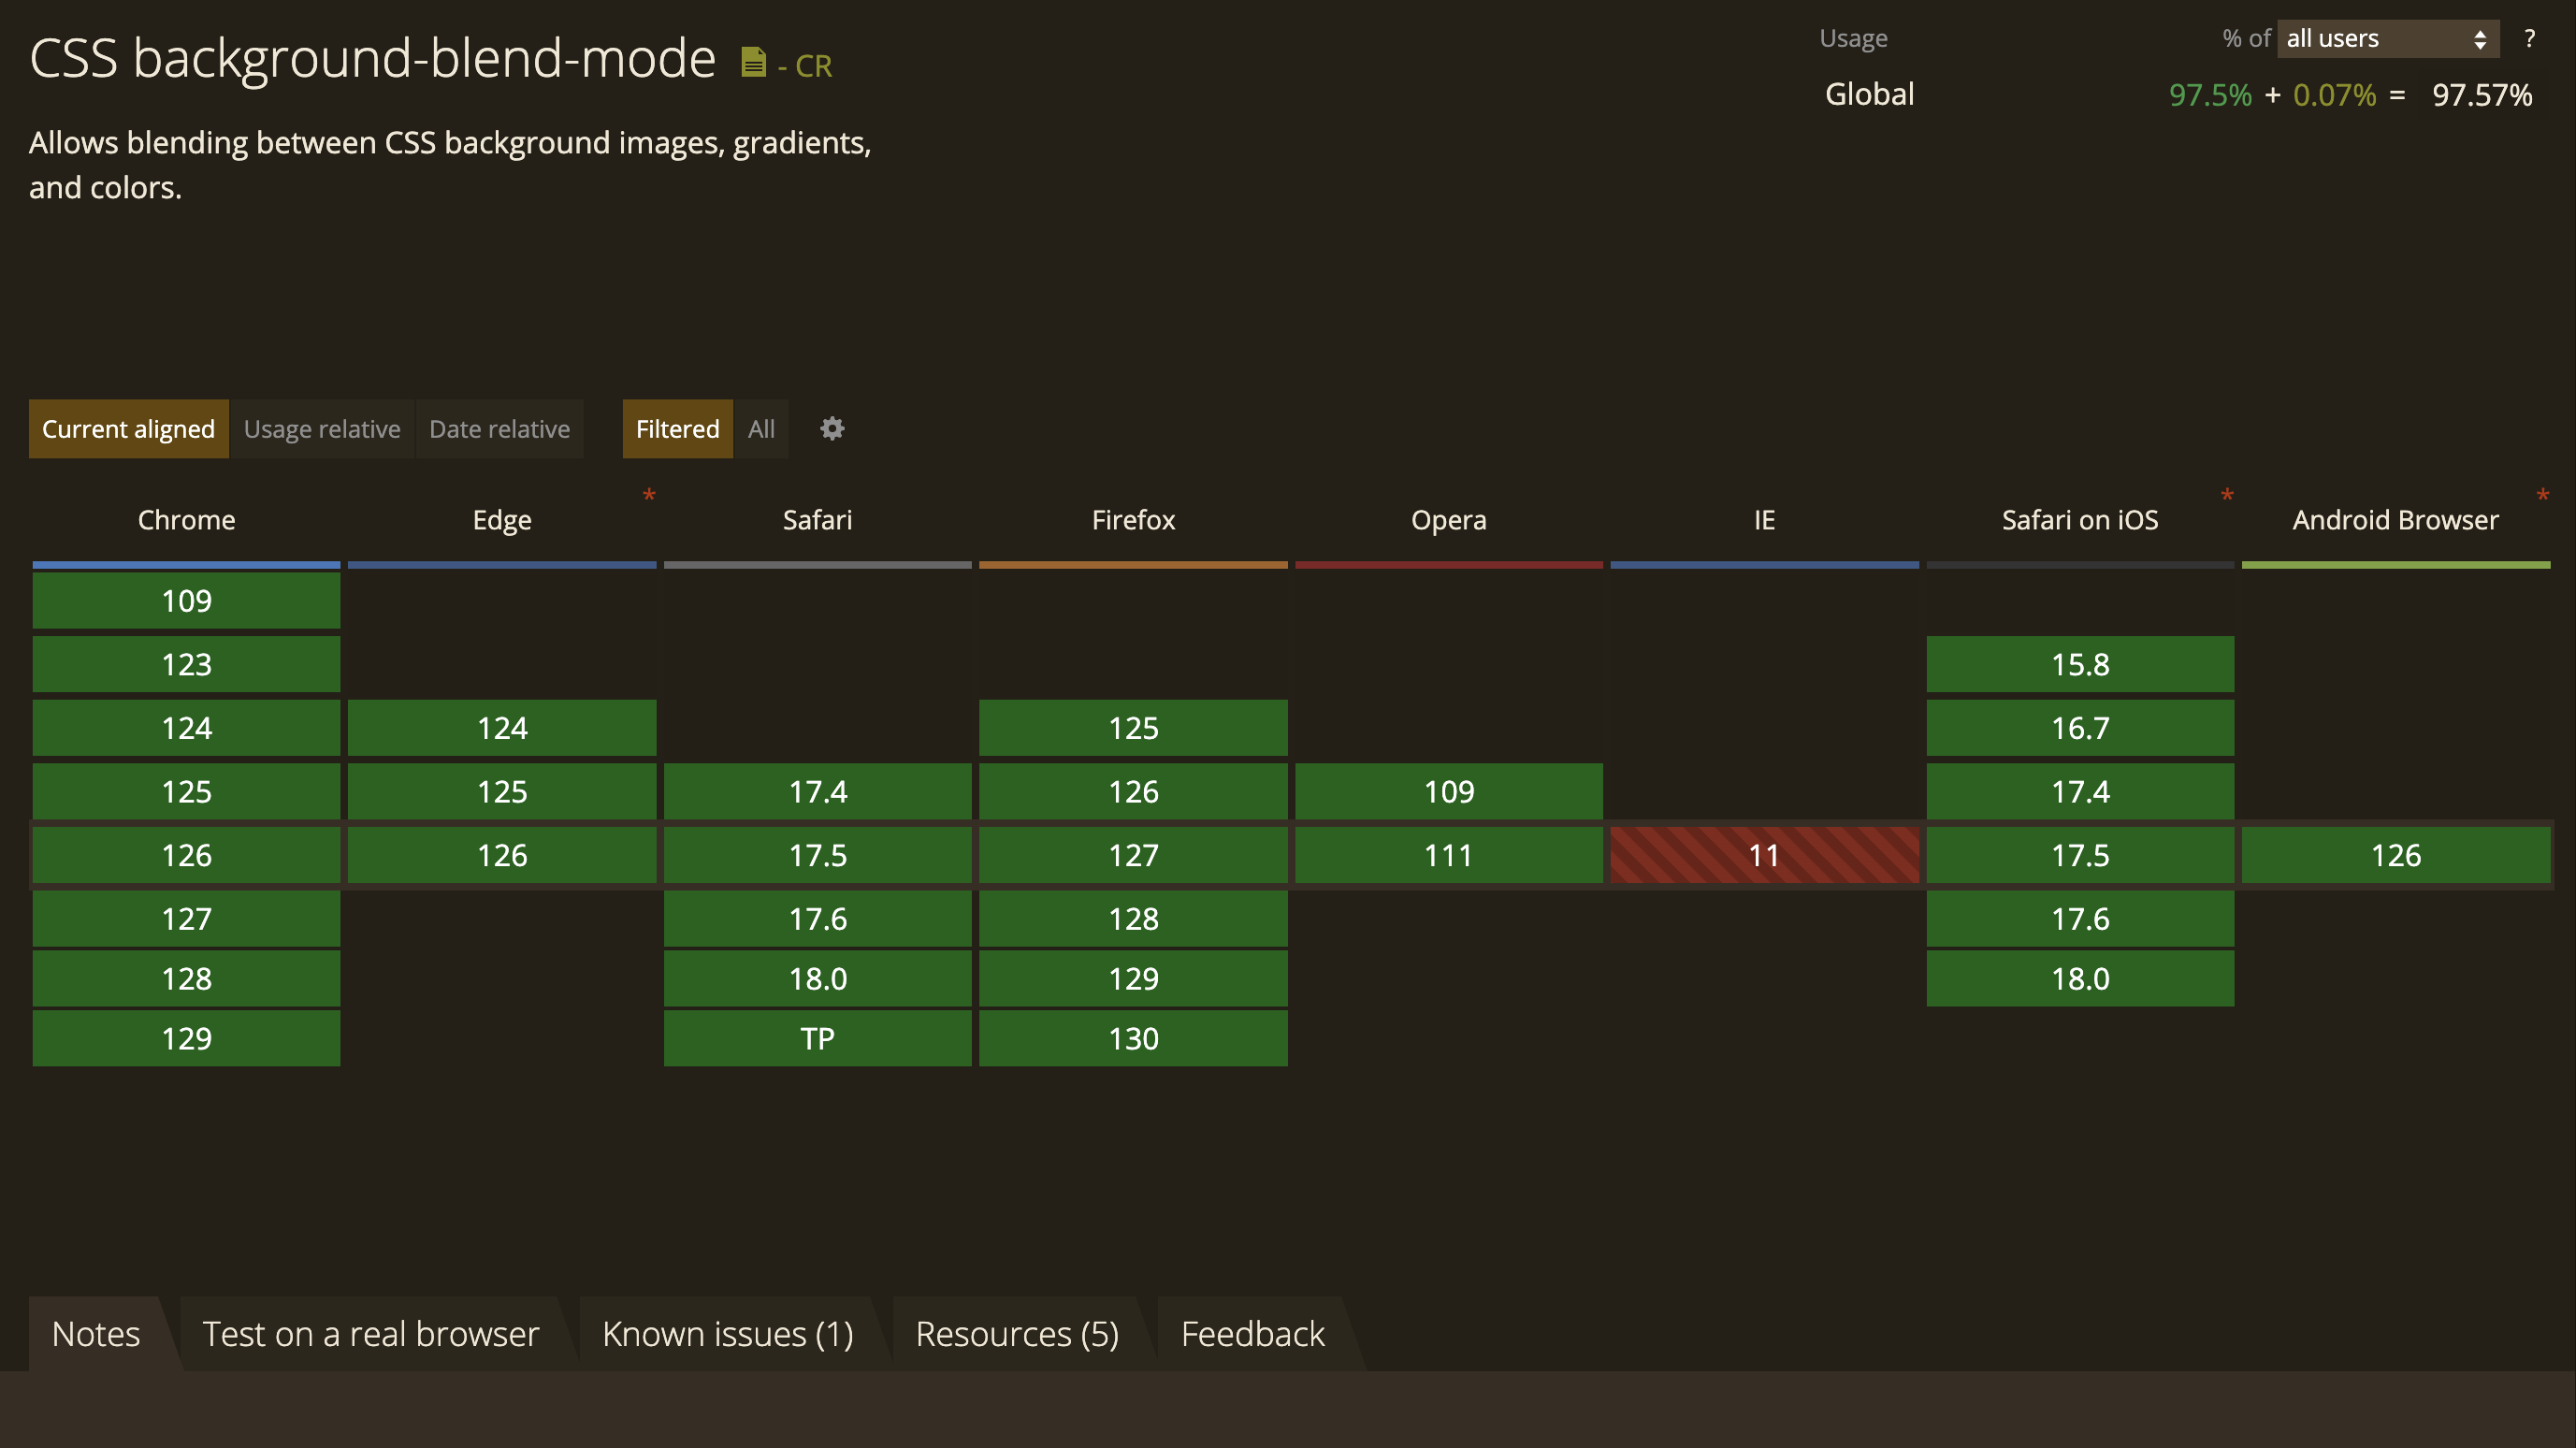 CSS background-blend-mode - CR
Usage % of all users ?
Global 97.5% + 0.07% = 97.57%
Allows blending between CSS background images, gradients,
and colors.
Current aligned Usage relative Date relative Filtered All
* * *
Chrome Edge Safari Firefox Opera IE Safari on iOS Android Browser
109
123 15.8
124 124 125 16.7
125 125 17.4 126 109 17.4
126 126 17.5 127 111 11 17.5 126
127 17.6 128 17.6
128 18.0 129 18.0
129 TP 130
Notes Test on a real browser Known issues (1) Resources (5) Feedback